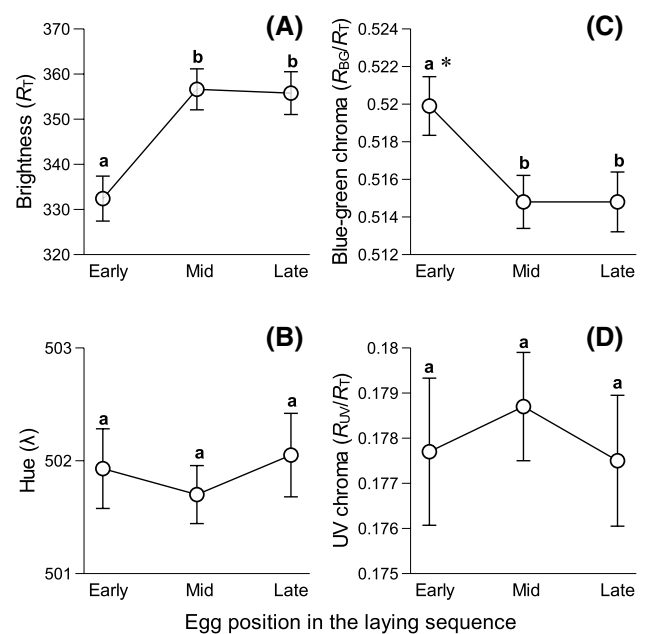 (A)
Brightness (RT)
370
360
350
340
330
320
a
b
b
Early
Mid
Late
(C)
Blue-green chroma (RBG/RT)
0.524
0.522
0.52
0.518
0.516
0.514
0.512
a *
b
b
Early
Mid
Late
(B)
Hue (λ)
503
502
501
a
a
a
Early
Mid
Late
(D)
UV chroma (RUV/RT)
0.18
0.179
0.178
0.177
0.176
0.175
a
a
a
Early
Mid
Late
Egg position in the laying sequence